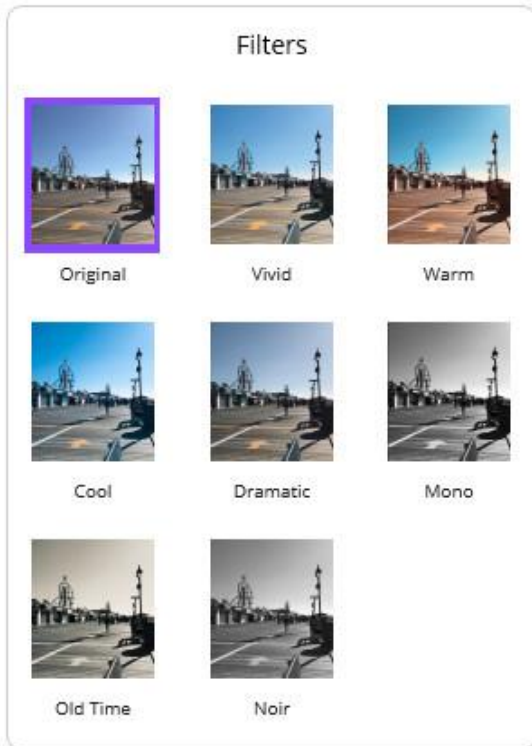 Filters
Original
Vivid
Warm
Cool
Dramatic
Mono
Old Time
Noir